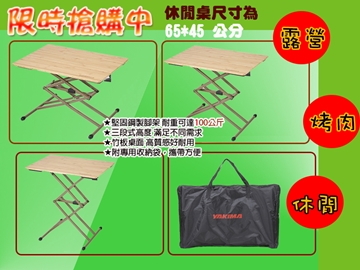 限時搶購中
休閒桌尺寸為
65*45 公分
露營
烤肉
休閒
★堅固鋼製腳架 耐重可達100公斤
★三段式高度 滿足不同需求
★竹板桌面 高質感好耐用
★附專用收納袋，攜帶方便
YAKIMA